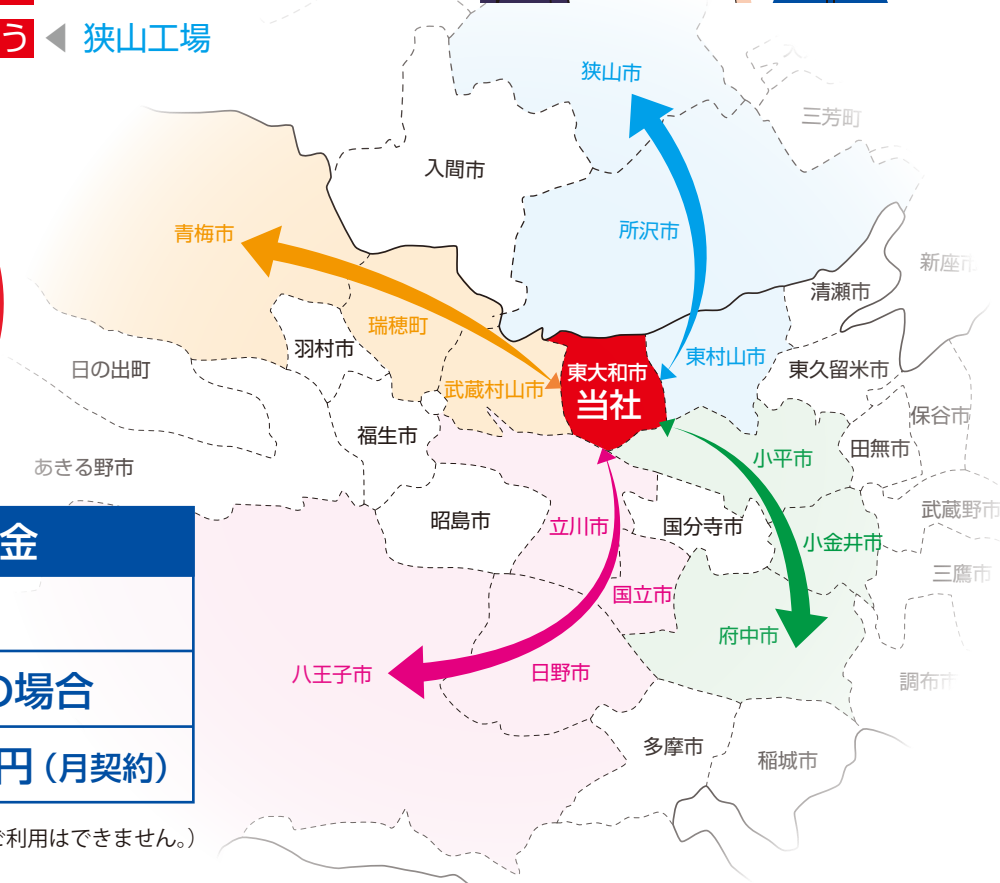 う ◀ 狭山工場
狭山市
三芳町
入間市
青梅市
所沢市
新座市
清瀬市
瑞穂町
羽村市
東村山市
日の出町
東大和市
当社
東久留米市
武蔵村山市
保谷市
福生市
田無市
小平市
あきる野市
武蔵野市
昭島市
立川市
国分寺市
小金井市
金
三鷹市
国立市
府中市
八王子市
日野市
調布市
の場合
多摩市
稲城市
円（月契約）
ご利用はできません。）